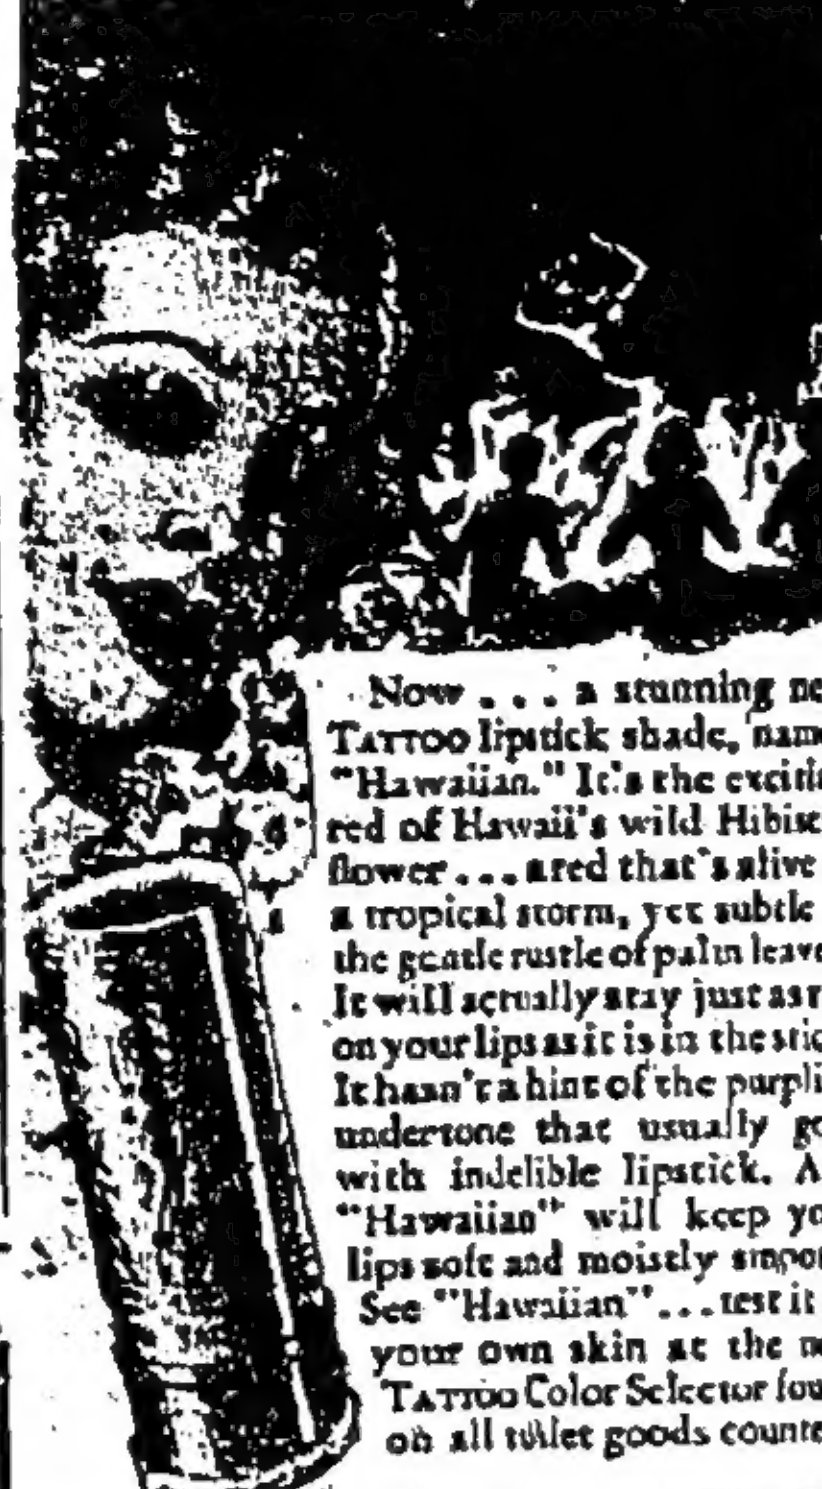 Now . . . a stunning ne
TATTOO lipstick shade, nam
"Hawaiian." It's the exciti
red of Hawaii's wild Hibisc
flower . . . a red that's alive
a tropical storm, yet subtle
the gentle rustle of palm leave
It will actually stay just as r
on your lips as it is in the stic
It hasn't a hint of the purpli
undertone that usually go
with indelible lipstick. A
"Hawaiian" will keep yo
lips soft and moistly smoot
See "Hawaiian" . . . test it
your own skin at the n
TATTOO Color Selector fou
on all toilet goods counte